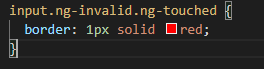 input.ng-invalid.ng-touched {
  border: 1px solid red;
}